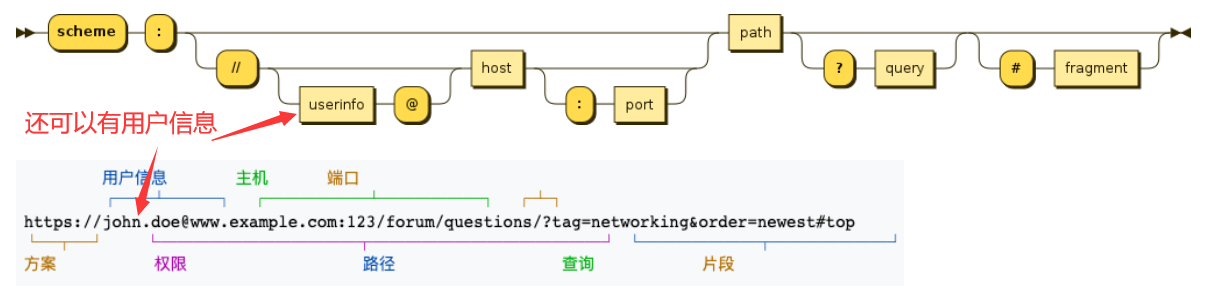 scheme : // userinfo @ host : port path ? query # fragment
还可以有用户信息
用户信息 主机 端口
https://john.doe@www.example.com:123/forum/questions/?tag=networking&order=newest#top
方案 权限 路径 查询 片段